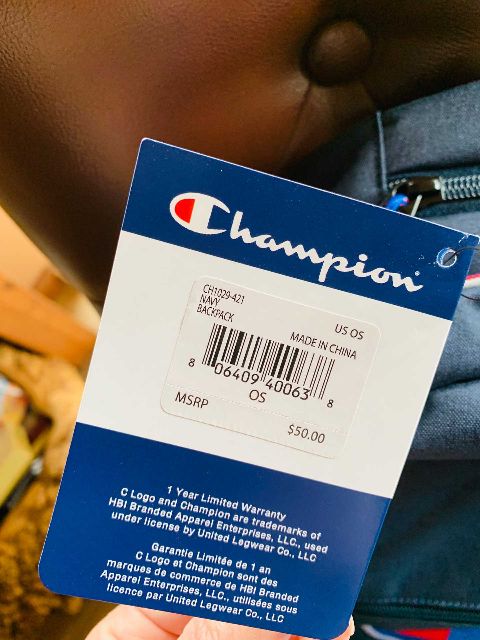 Champion
CH1029-421
NAVY
BACKPACK
US OS
MADE IN CHINA
8 06409 40063 8
OS
MSRP
$50.00
1 Year Limited Warranty
C Logo and Champion are trademarks of
HBI Branded Apparel Enterprises, LLC., used
under license by United Legwear Co., LLC
Garantie Limitée de 1 an
C Logo et Champion sont des
marques de commerce de HBI Branded
Apparel Enterprises, LLC., utilisées sous
licence par United Legwear Co., LLC